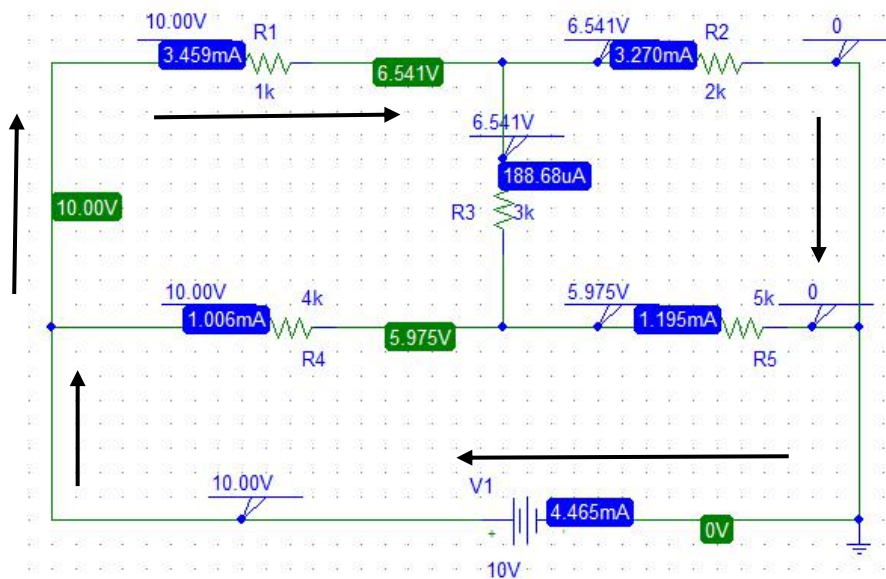 10.00V R1 6.541V R2 0
3.459mA 3.270mA
6.541V
1k 2k
6.541V
188.68uA
10.00V R3 3k
10.00V 4k 5.975V 5k 0
1.006mA 1.195mA
5.975V
R4 R5
10.00V V1
4.465mA
+ 0V
10V